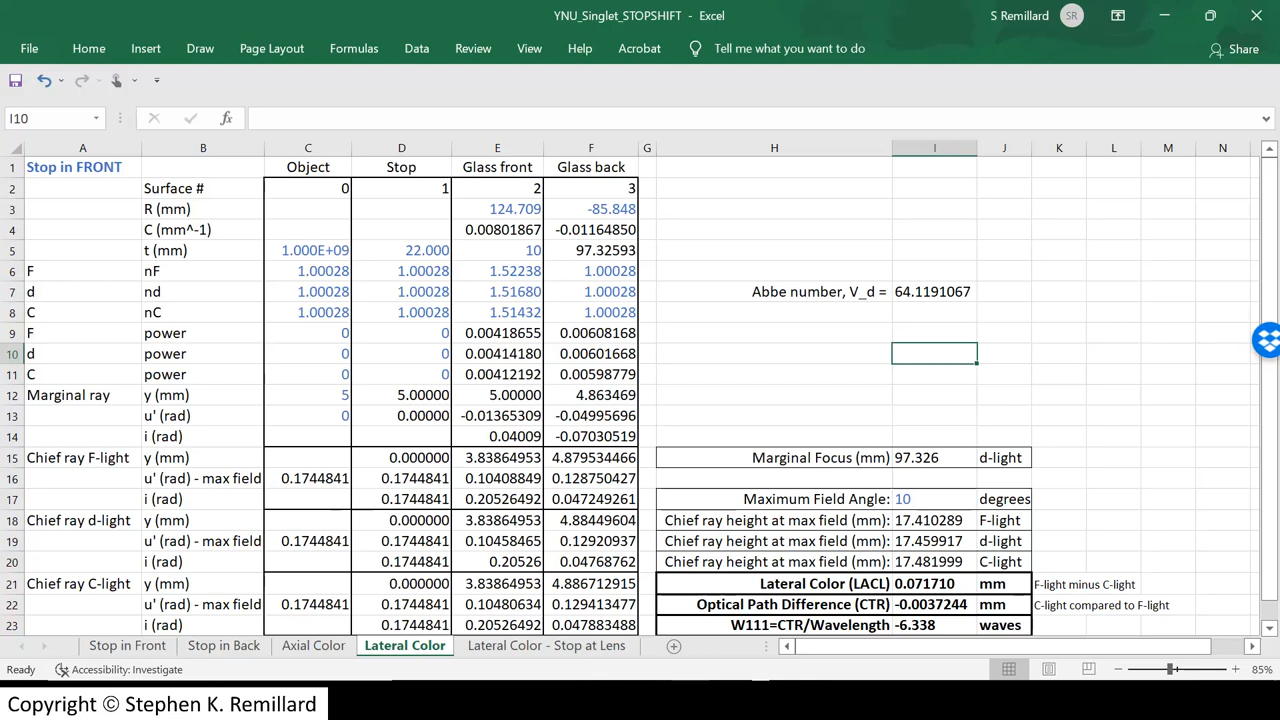 YNU_Singlet_STOPSHIFT - Excel
S Remillard SR
File Home Insert Draw Page Layout Formulas Data Review View Help Acrobat Tell me what you want to do Share
I10 fx
A B C D E F G H I J K L M N
1 Stop in FRONT Object Stop Glass front Glass back
2 Surface # 0 1 2 3
3 R (mm) 124.709 -85.848
4 C (mm^-1) 0.00801867 -0.01164850
5 t (mm) 1.000E+09 22.000 10 97.32593
6 F nF 1.00028 1.00028 1.52238 1.00028
7 d nd 1.00028 1.00028 1.51680 1.00028 Abbe number, V_d = 64.1191067
8 C nC 1.00028 1.00028 1.51432 1.00028
9 F power 0 0 0.00418655 0.00608168
10 d power 0 0 0.00414180 0.00601668
11 C power 0 0 0.00412192 0.00598779
12 Marginal ray y (mm) 5 5.00000 5.00000 4.863469
13 u' (rad) 0 0.00000 -0.01365309 -0.04995696
14 i (rad) 0.04009 -0.07030519
15 Chief ray F-light y (mm) 0.000000 3.83864953 4.879534466 Marginal Focus (mm) 97.326 d-light
16 u' (rad) - max field 0.1744841 0.1744841 0.10408849 0.128750427
17 i (rad) 0.1744841 0.20526492 0.047249261 Maximum Field Angle: 10 degrees
18 Chief ray d-light y (mm) 0.000000 3.83864953 4.88449604 Chief ray height at max field (mm): 17.410289 F-light
19 u' (rad) - max field 0.1744841 0.1744841 0.10458465 0.12920937 Chief ray height at max field (mm): 17.459917 d-light
20 i (rad) 0.1744841 0.20526 0.04768762 Chief ray height at max field (mm): 17.481999 C-light
21 Chief ray C-light y (mm) 0.000000 3.83864953 4.886712915 Lateral Color (LACL) 0.071710 mm F-light minus C-light
22 u' (rad) - max field 0.1744841 0.1744841 0.10480634 0.129413477 Optical Path Difference (CTR) -0.0037244 mm C-light compared to F-light
23 i (rad) 0.1744841 0.20526492 0.047883488 W111=CTR/Wavelength -6.338 waves
Stop in Front Stop in Back Axial Color Lateral Color Lateral Color - Stop at Lens
Ready Accessibility: Investigate 85%
Copyright © Stephen K. Remillard